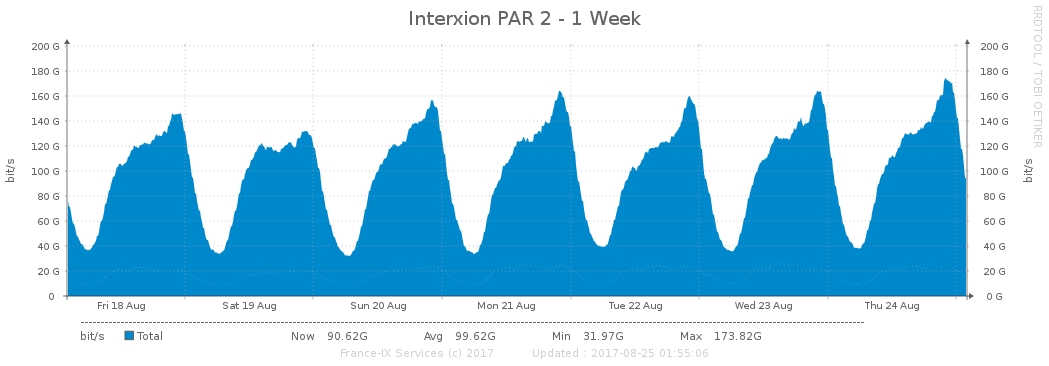 Interxion PAR 2 - 1 Week
RRDTOOL / TOBI OETIKER
200 G 200 G
180 G 180 G
160 G 160 G
140 G 140 G
120 G 120 G
100 G 100 G
80 G 80 G
60 G 60 G
40 G 40 G
20 G 20 G
0 0 G
bit/s bit/s
Fri 18 Aug Sat 19 Aug Sun 20 Aug Mon 21 Aug Tue 22 Aug Wed 23 Aug Thu 24 Aug
bit/s Total Now 90.62G Avg 99.62G Min 31.97G Max 173.82G
France-IX Services (c) 2017 Updated : 2017-08-25 01:55:06